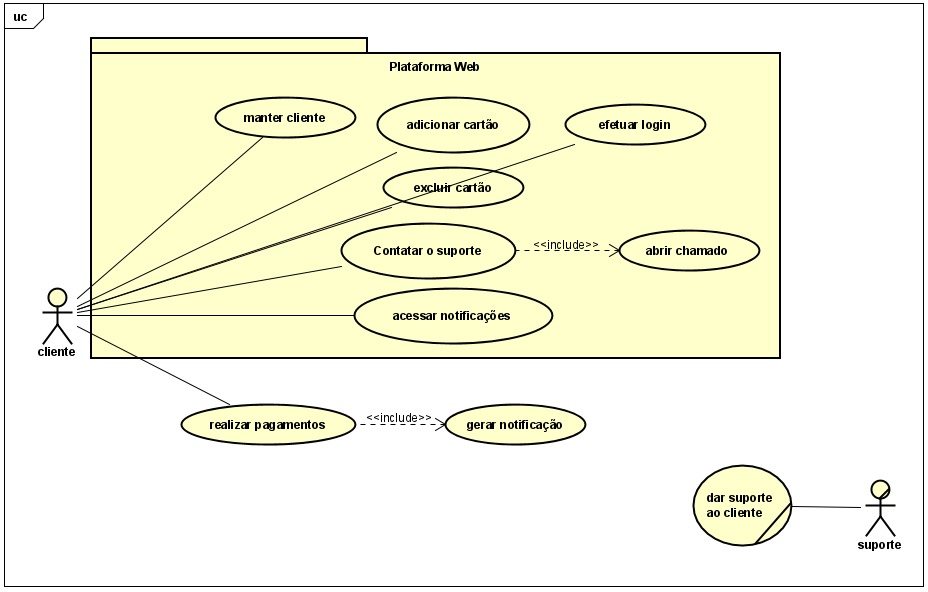 uc
Plataforma Web
manter cliente
adicionar cartão
efetuar login
excluir cartão
Contatar o suporte
<<include>>
abrir chamado
acessar notificações
cliente
realizar pagamentos
<<include>>
gerar notificação
dar suporte
ao cliente
suporte